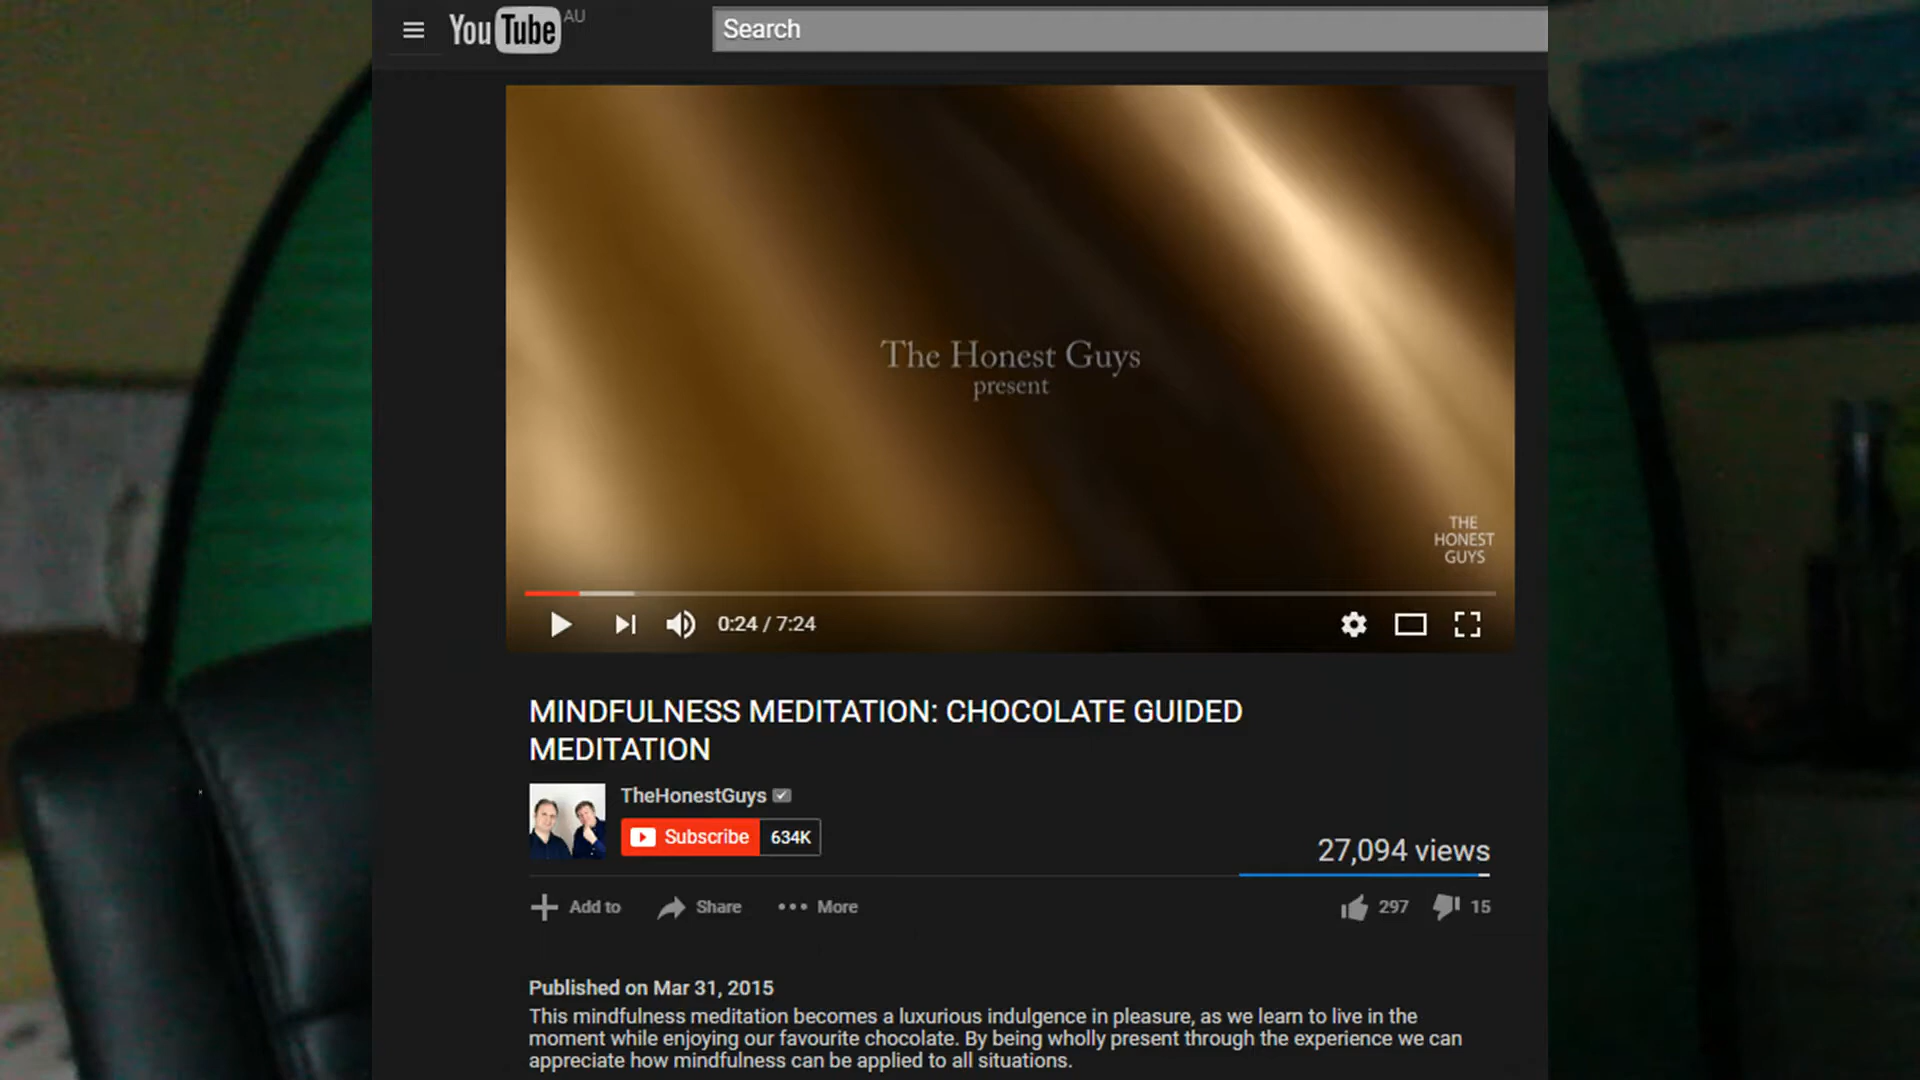 YouTube AU
Search
The Honest Guys
present
THE
HONEST
GUYS
0:24 / 7:24
MINDFULNESS MEDITATION: CHOCOLATE GUIDED
MEDITATION
TheHonestGuys
Subscribe 634K
27,094 views
Add to Share More 297 15
Published on Mar 31, 2015
This mindfulness meditation becomes a luxurious indulgence in pleasure, as we learn to live in the
moment while enjoying our favourite chocolate. By being wholly present through the experience we can
appreciate how mindfulness can be applied to all situations.